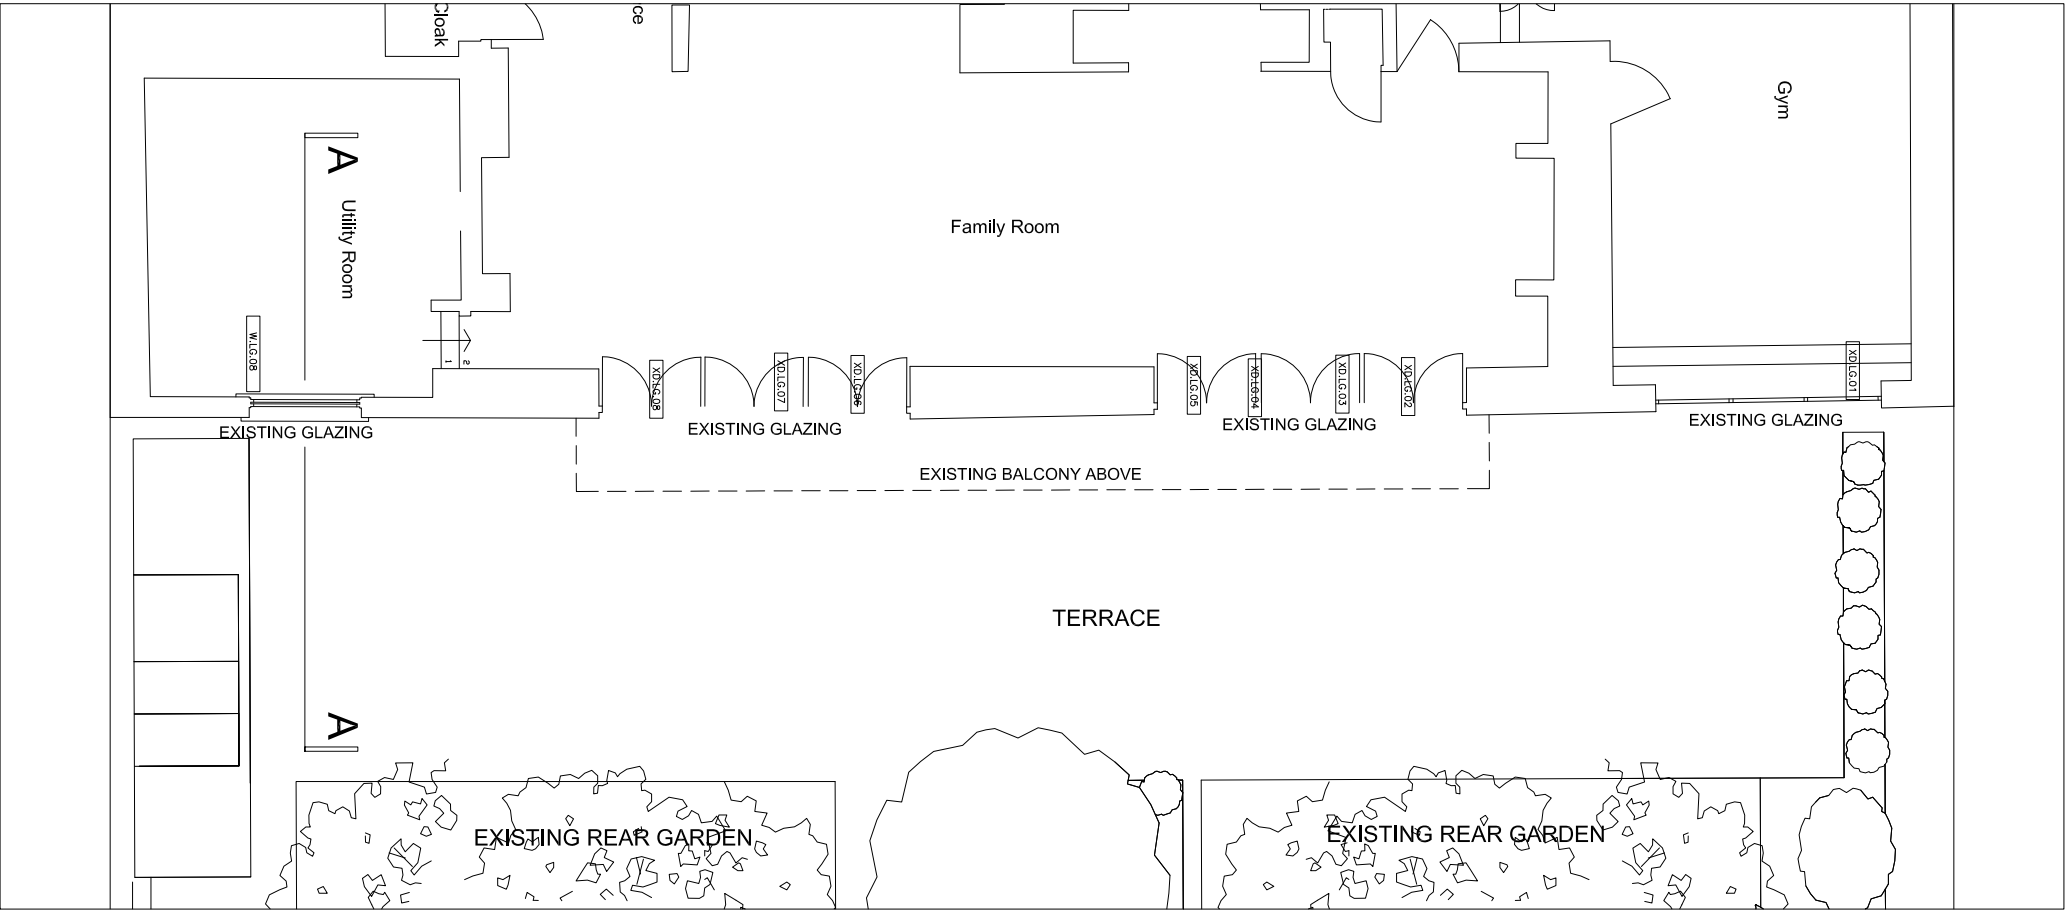 Cloak
ce
Gym
A
Utility Room
Family Room
W.LG.08
1
2
XD.LG.08
XD.LG.07
XD.LG.06
XD.LG.05
XD.LG.04
XD.LG.03
XD.LG.02
XD.LG.01
EXISTING GLAZING
EXISTING GLAZING
EXISTING GLAZING
EXISTING GLAZING
EXISTING BALCONY ABOVE
TERRACE
A
EXISTING REAR GARDEN
EXISTING REAR GARDEN